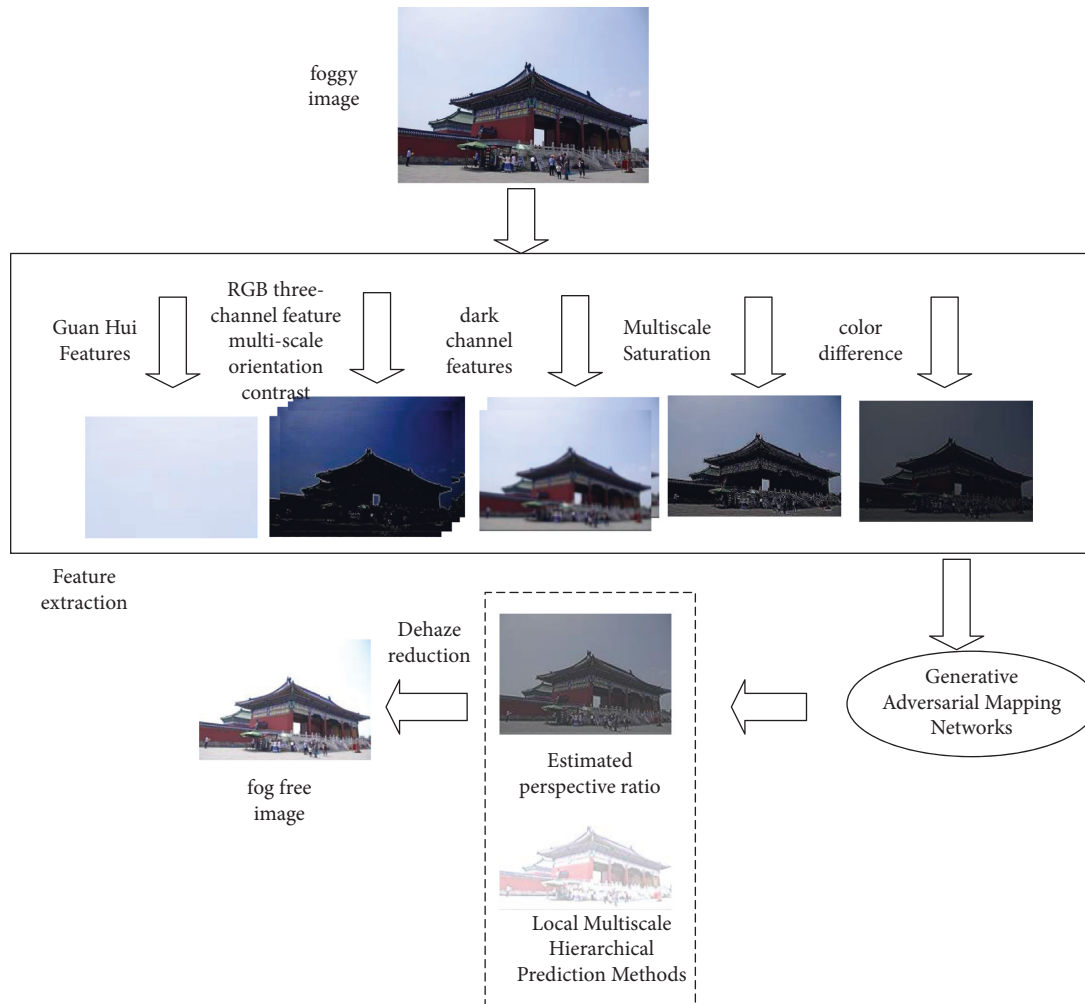 foggy
image
Guan Hui
Features
RGB three-
channel feature
multi-scale
orientation
contrast
dark
channel
features
Multiscale
Saturation
color
difference
Feature
extraction
Dehaze
reduction
Generative
Adversarial Mapping
Networks
Estimated
perspective ratio
fog free
image
Local Multiscale
Hierarchical
Prediction Methods